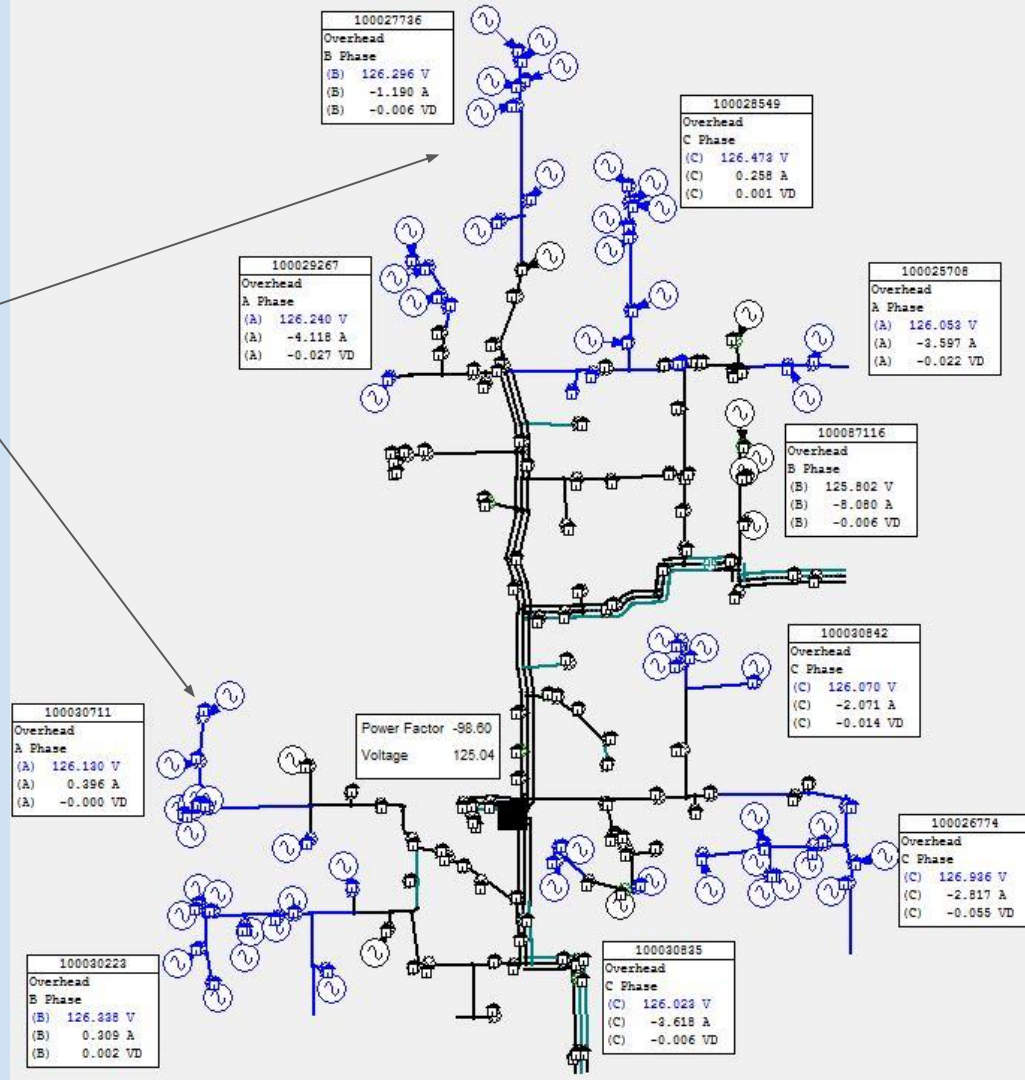 100027736
Overhead
B Phase
(B) 126.296 V
(B) -1.190 A
(B) -0.006 VD
100028549
Overhead
C Phase
(C) 126.473 V
(C) 0.258 A
(C) 0.001 VD
100029267
Overhead
A Phase
(A) 126.240 V
(A) -4.118 A
(A) -0.027 VD
100025708
Overhead
A Phase
(A) 126.053 V
(A) -3.597 A
(A) -0.022 VD
100087116
Overhead
B Phase
(B) 125.802 V
(B) -8.080 A
(B) -0.006 VD
100030842
Overhead
C Phase
(C) 126.070 V
(C) -2.071 A
(C) -0.014 VD
100030711
Overhead
A Phase
(A) 126.130 V
(A) 0.396 A
(A) -0.000 VD
Power Factor -98.60
Voltage 125.04
100026774
Overhead
C Phase
(C) 126.936 V
(C) -2.817 A
(C) -0.055 VD
100030223
Overhead
B Phase
(B) 126.338 V
(B) 0.309 A
(B) 0.002 VD
100030835
Overhead
C Phase
(C) 126.023 V
(C) -3.618 A
(C) -0.006 VD